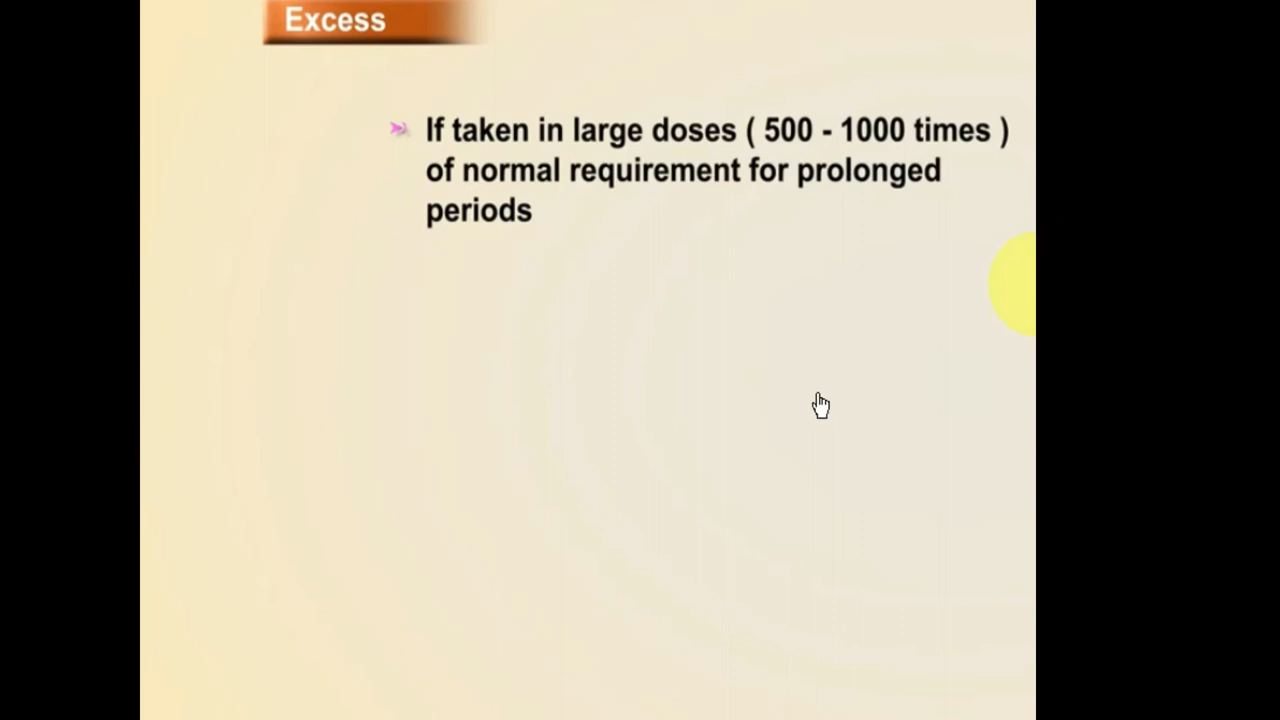 Excess
If taken in large doses ( 500 - 1000 times )
of normal requirement for prolonged
periods